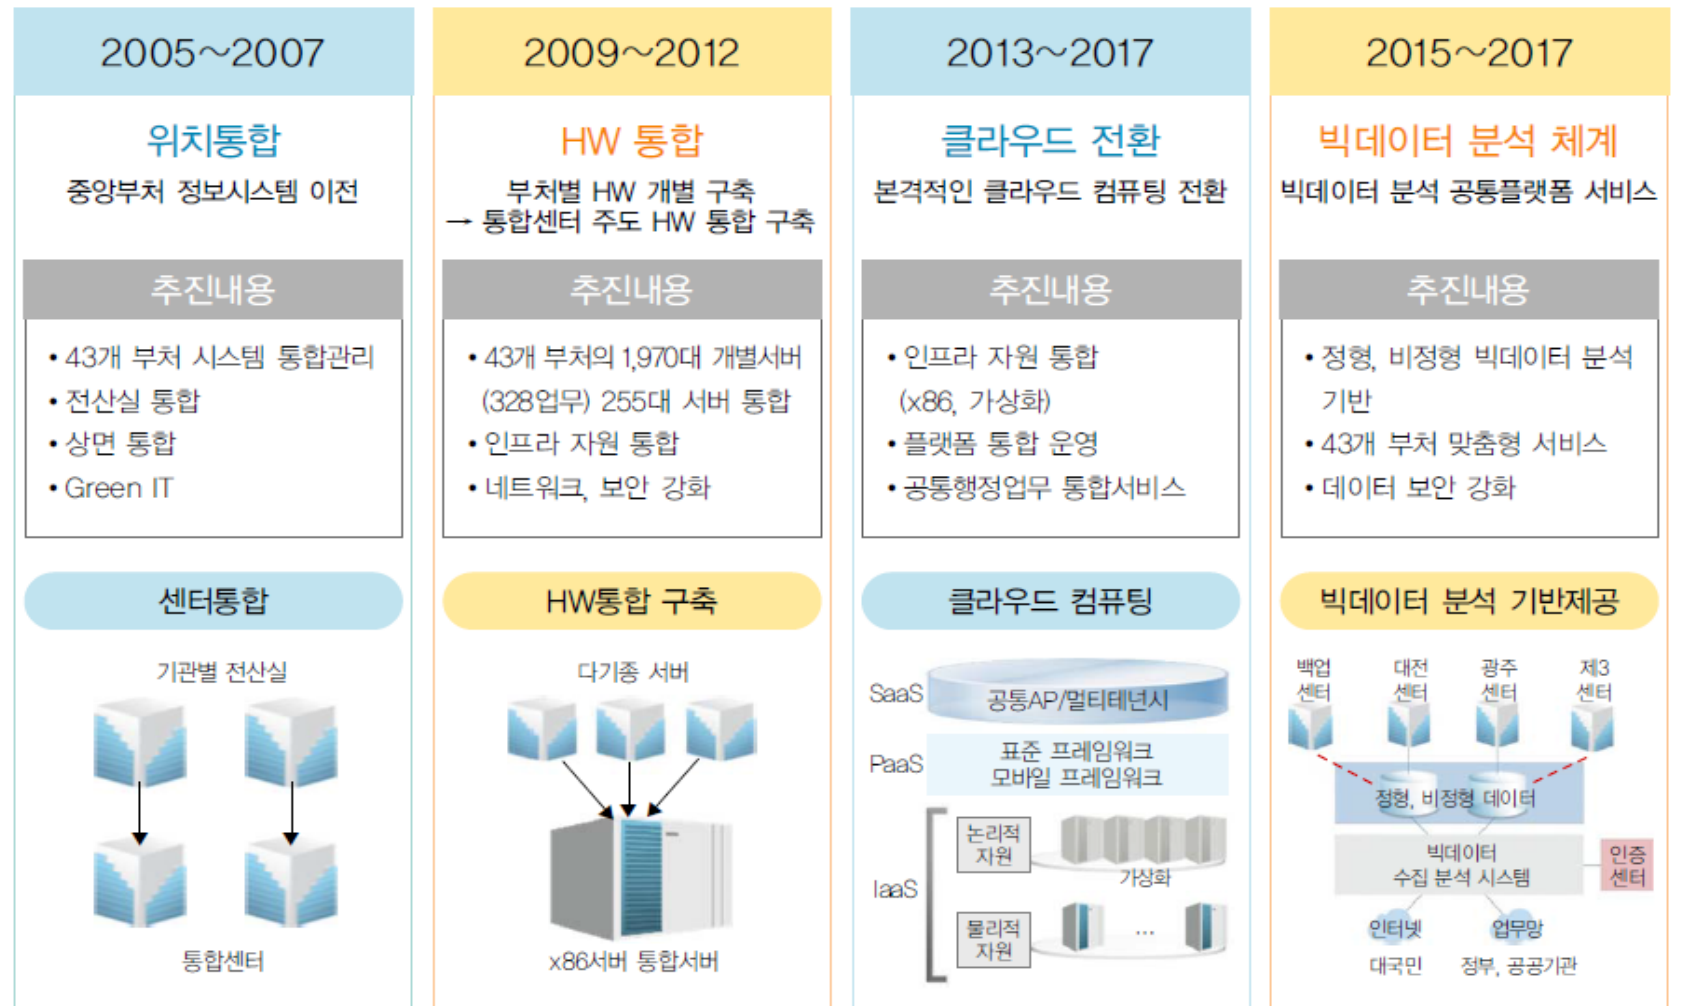 2005~2007
위치통합
중앙부처 정보시스템 이전
추진내용
• 43개 부처 시스템 통합관리
• 전산실 통합
• 상면 통합
• Green IT
센터통합
기관별 전산실
통합센터
2009~2012
HW 통합
부처별 HW 개별 구축
→ 통합센터 주도 HW 통합 구축
추진내용
• 43개 부처의 1,970대 개별서버
(328업무) 255대 서버 통합
• 인프라 자원 통합
• 네트워크, 보안 강화
HW통합 구축
다기종 서버
x86서버 통합서버
2013~2017
클라우드 전환
본격적인 클라우드 컴퓨팅 전환
추진내용
• 인프라 자원 통합
(x86, 가상화)
• 플랫폼 통합 운영
• 공통행정업무 통합서비스
클라우드 컴퓨팅
SaaS
공통AP/멀티테넌시
PaaS
표준 프레임워크
모바일 프레임워크
IaaS
논리적
자원
가상화
물리적
자원
...
2015~2017
빅데이터 분석 체계
빅데이터 분석 공통플랫폼 서비스
추진내용
• 정형, 비정형 빅데이터 분석
기반
• 43개 부처 맞춤형 서비스
• 데이터 보안 강화
빅데이터 분석 기반제공
백업
센터
대전
센터
광주
센터
제3
센터
정형, 비정형 데이터
빅데이터
수집 분석 시스템
인증
센터
인터넷
업무망
대국민
정부, 공공기관